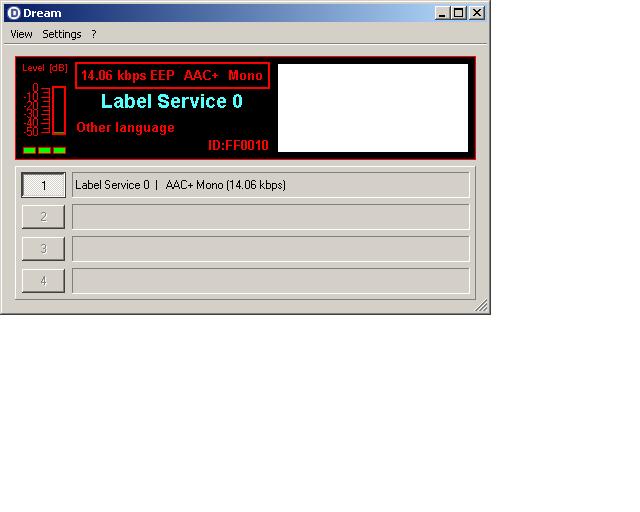 Dream
View Settings ?
Level [dB]
14.06 kbps EEP AAC+ Mono
0
-10
-20
-30
-40
-50
Label Service 0
Other language
ID:FF0010
1 Label Service 0 | AAC+ Mono (14.06 kbps)
2
3
4